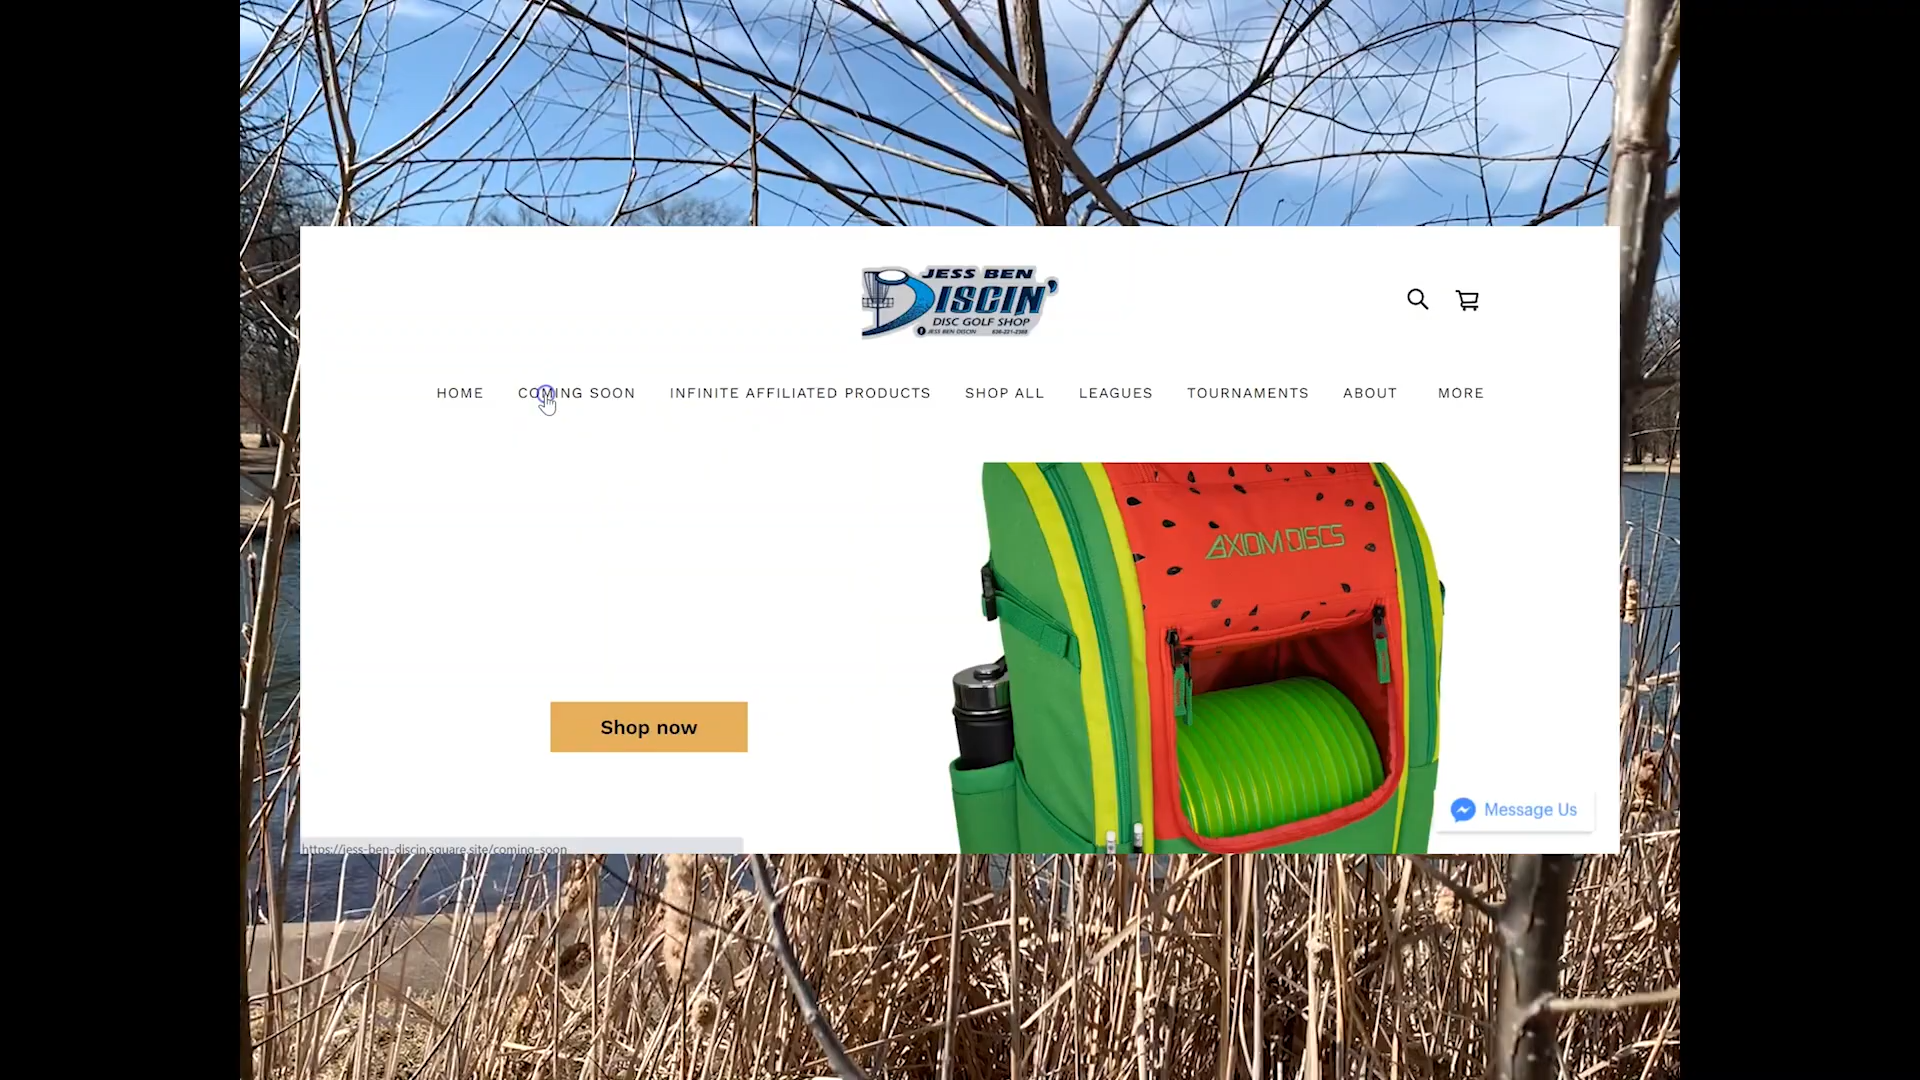 JESS BEN
DISCIN'
DISC GOLF SHOP
JESS BEN DISCIN 636-221-2388
HOME COMING SOON INFINITE AFFILIATED PRODUCTS SHOP ALL LEAGUES TOURNAMENTS ABOUT MORE
AXIOM DISCS
Shop now
Message Us
https://jess-ben-discin.square.site/coming-soon